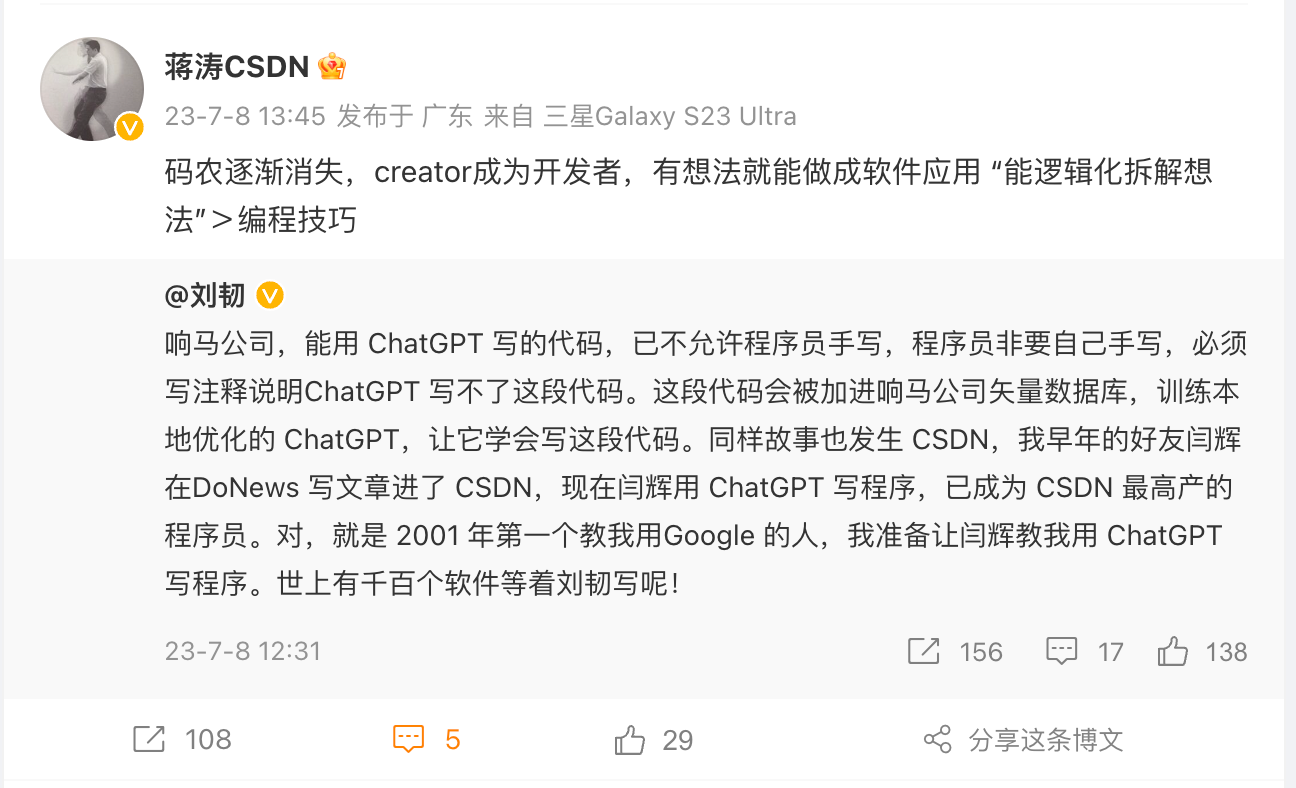 蒋涛CSDN
23-7-8 13:45 发布于 广东 来自 三星Galaxy S23 Ultra
码农逐渐消失，creator成为开发者，有想法就能做成软件应用 “能逻辑化拆解想
法”＞编程技巧
@刘韧
响马公司，能用 ChatGPT 写的代码，已不允许程序员手写，程序员非要自己手写，必须
写注释说明ChatGPT 写不了这段代码。这段代码会被加进响马公司矢量数据库，训练本
地优化的 ChatGPT，让它学会写这段代码。同样故事也发生 CSDN，我早年的好友闫辉
在DoNews 写文章进了 CSDN，现在闫辉用 ChatGPT 写程序，已成为 CSDN 最高产的
程序员。对，就是 2001 年第一个教我用Google 的人，我准备让闫辉教我用 ChatGPT
写程序。世上有千百个软件等着刘韧写呢！
23-7-8 12:31 156 17 138
108 5 29 分享这条博文